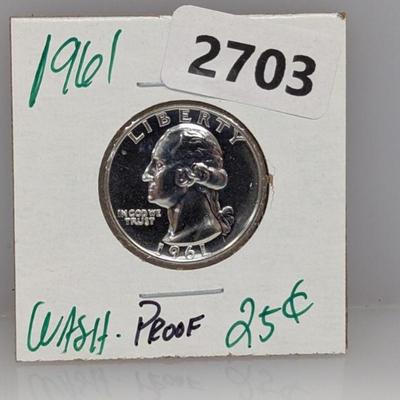 1961
2703
LIBERTY
IN GOD WE
TRUST
1961
WASH. PROOF 25¢